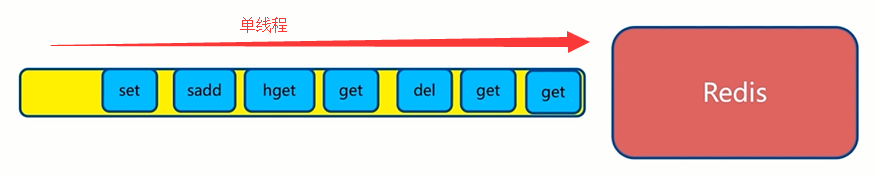 单线程
set sadd hget get del get get
Redis